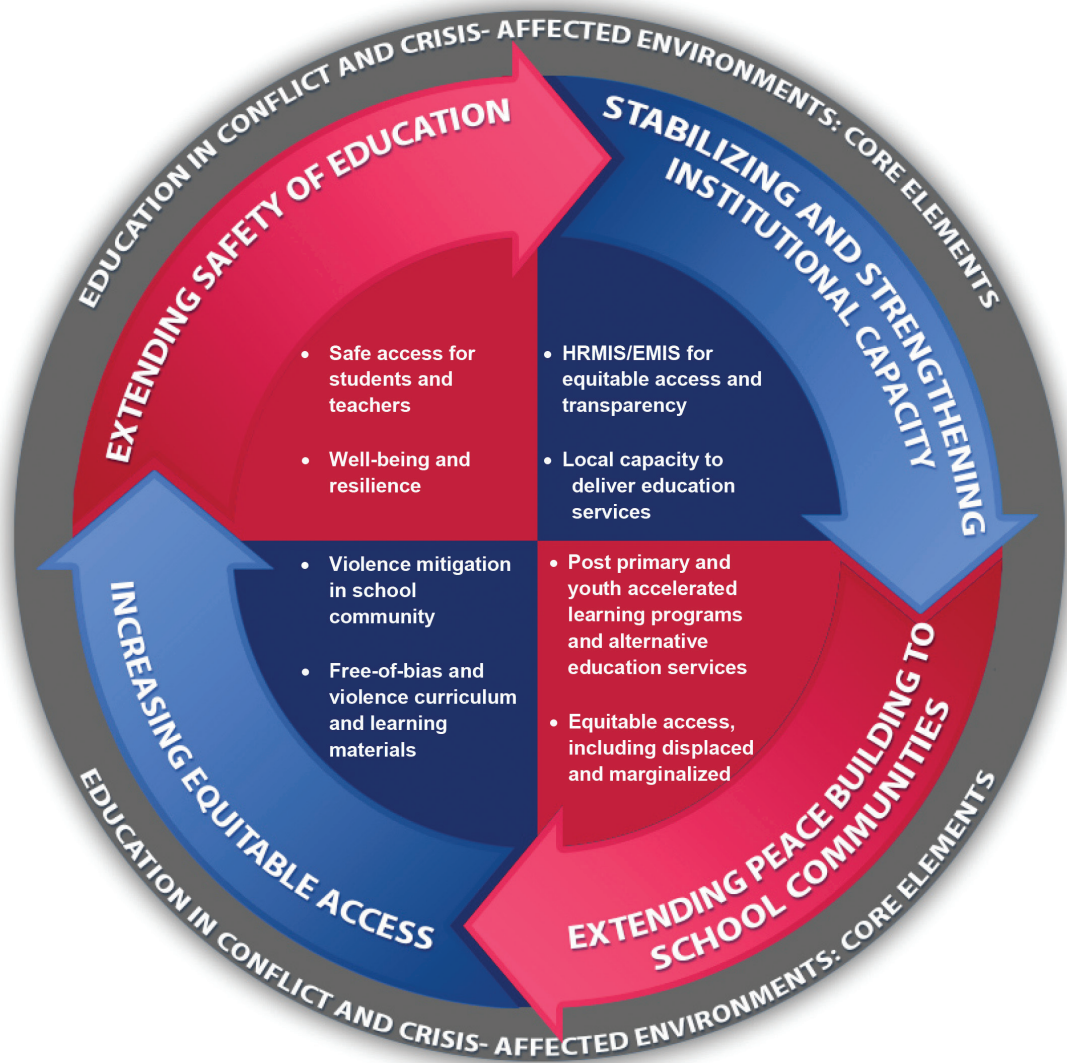 EDUCATION IN CONFLICT AND CRISIS- AFFECTED ENVIRONMENTS: CORE ELEMENTS
EXTENDING SAFETY OF EDUCATION
STABILIZING AND STRENGTHENING
INSTITUTIONAL CAPACITY
• Safe access for
students and
teachers
• Well-being and
resilience
• HRMIS/EMIS for
equitable access and
transparency
• Local capacity to
deliver education
services
• Violence mitigation
in school
community
• Free-of-bias and
violence curriculum
and learning
materials
• Post primary and
youth accelerated
learning programs
and alternative
education services
• Equitable access,
including displaced
and marginalized
INCREASING EQUITABLE ACCESS
EXTENDING PEACE BUILDING TO
SCHOOL COMMUNITIES
EDUCATION IN CONFLICT AND CRISIS- AFFECTED ENVIRONMENTS: CORE ELEMENTS